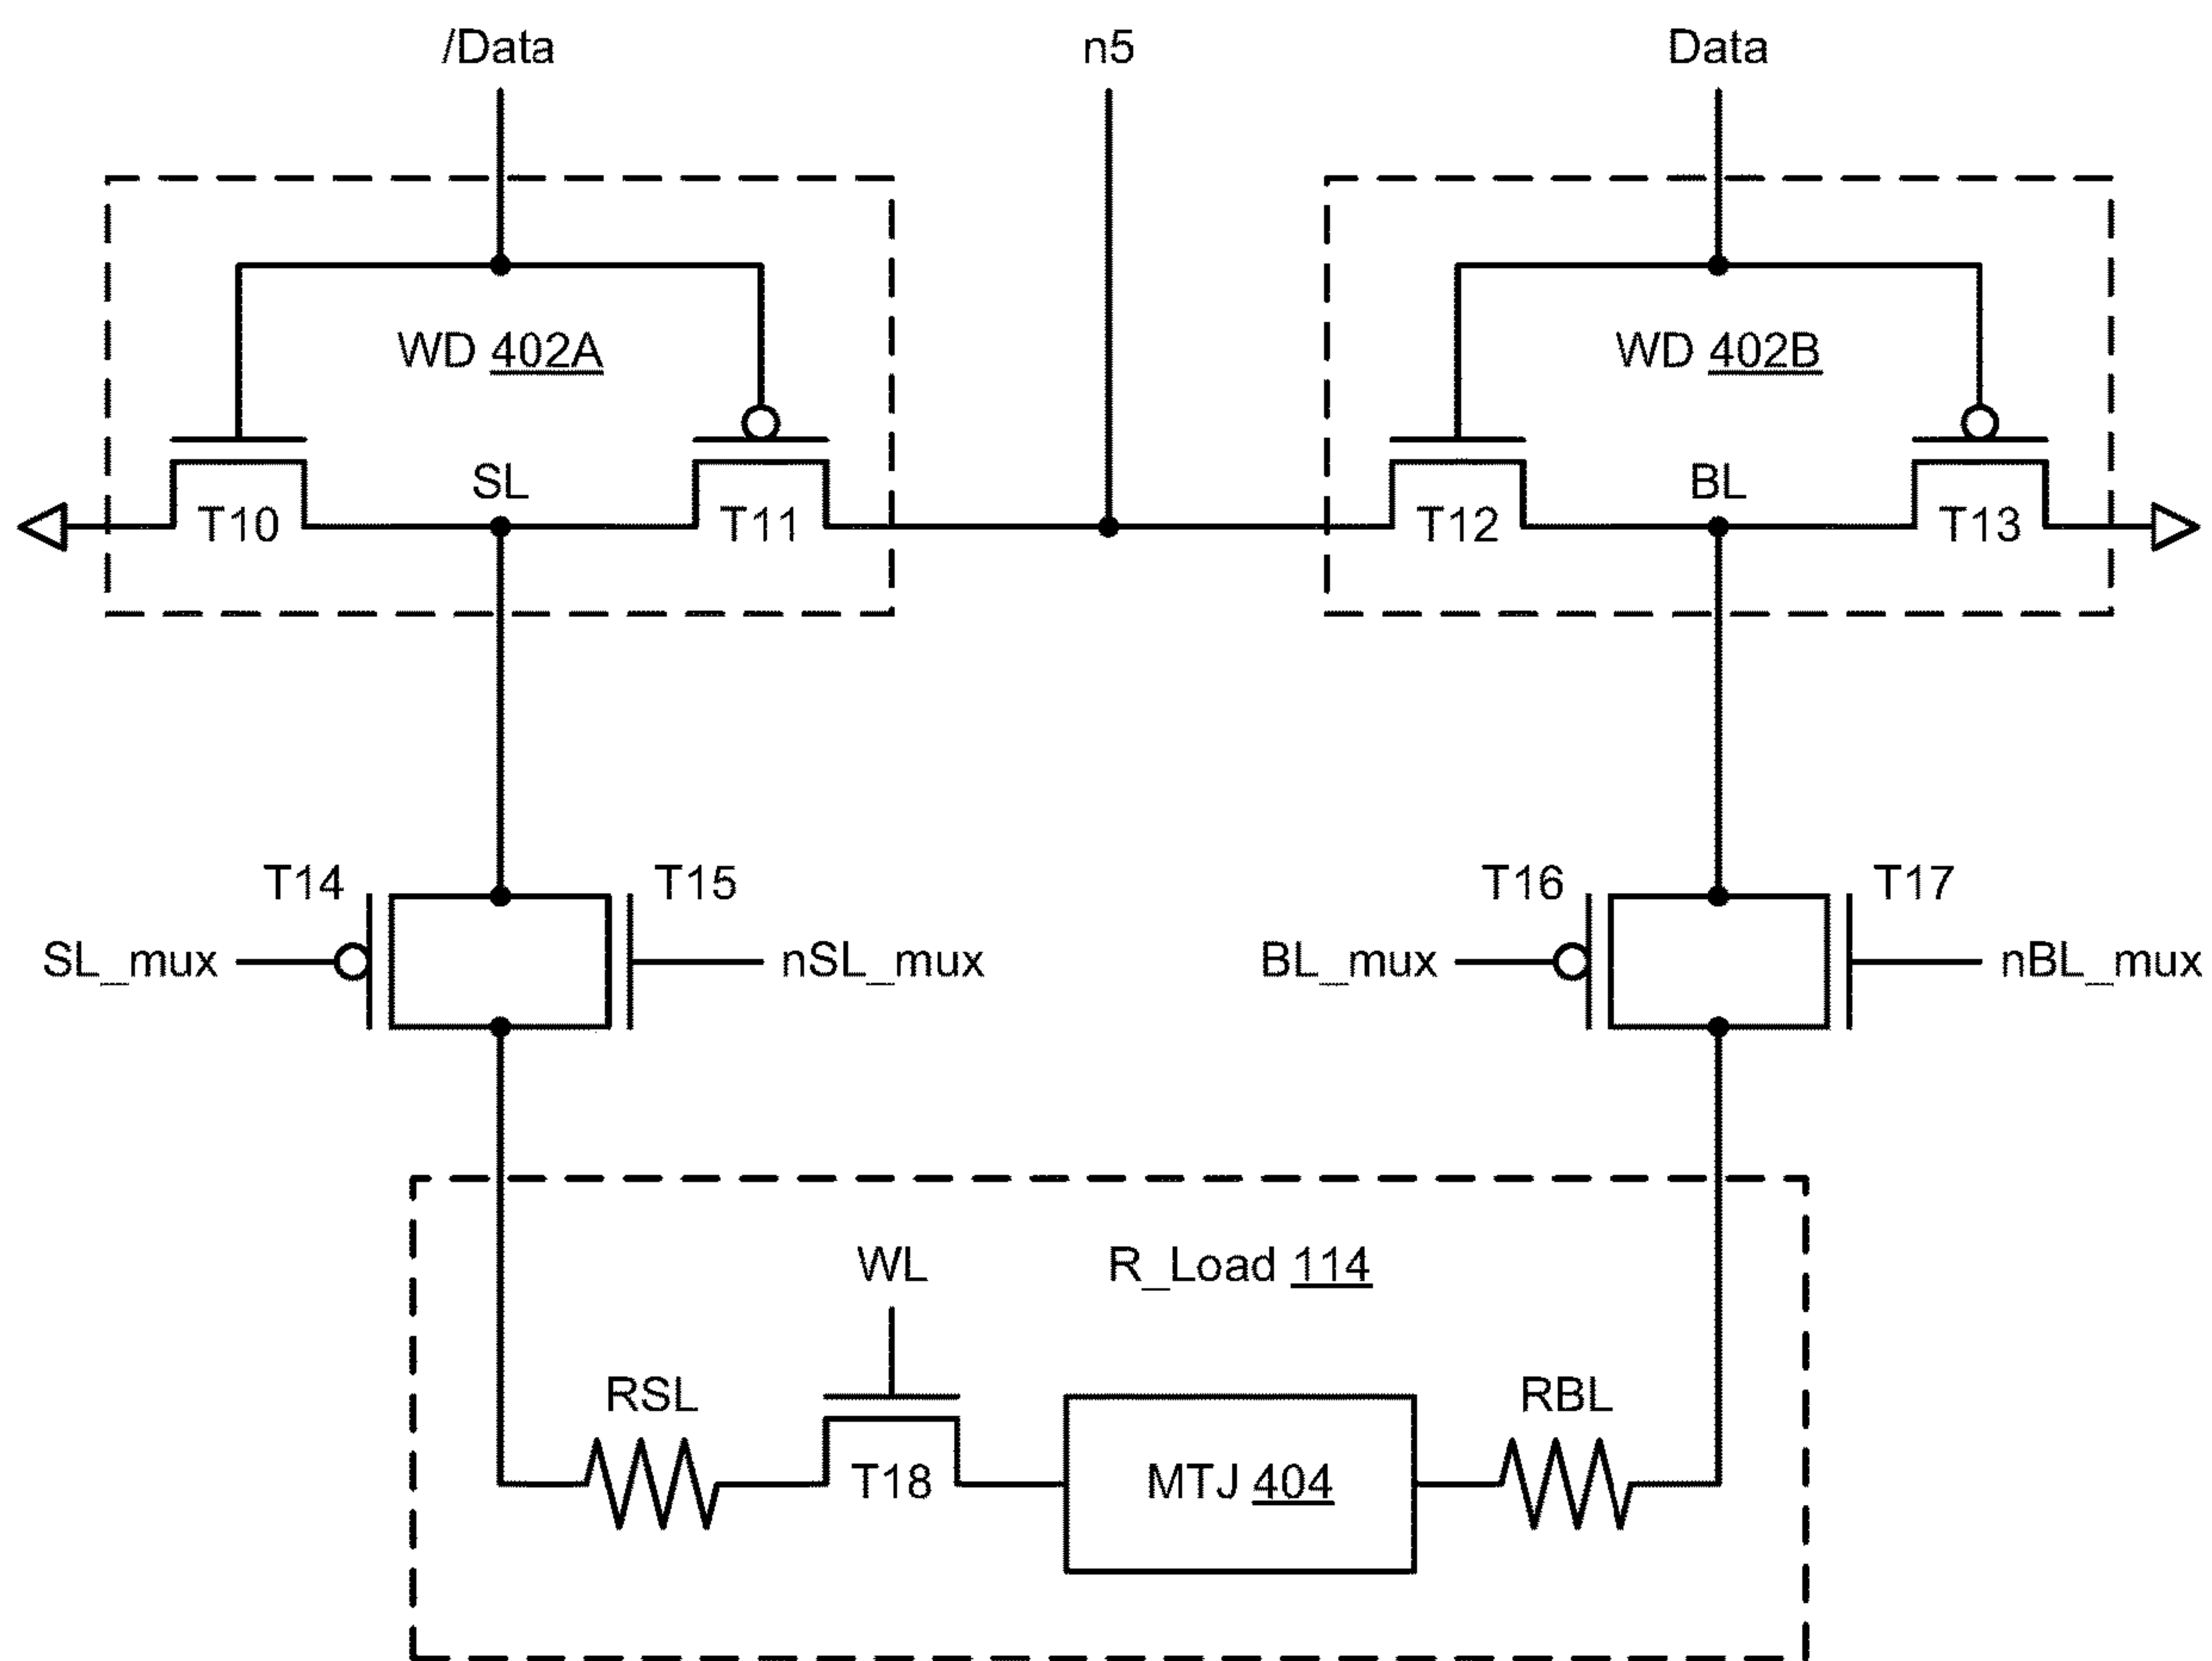 /Data
n5
Data
WD 402A
WD 402B
SL
BL
T10
T11
T12
T13
T14
T15
T16
T17
SL_mux
nSL_mux
BL_mux
nBL_mux
WL
R_Load 114
RSL
RBL
T18
MTJ 404